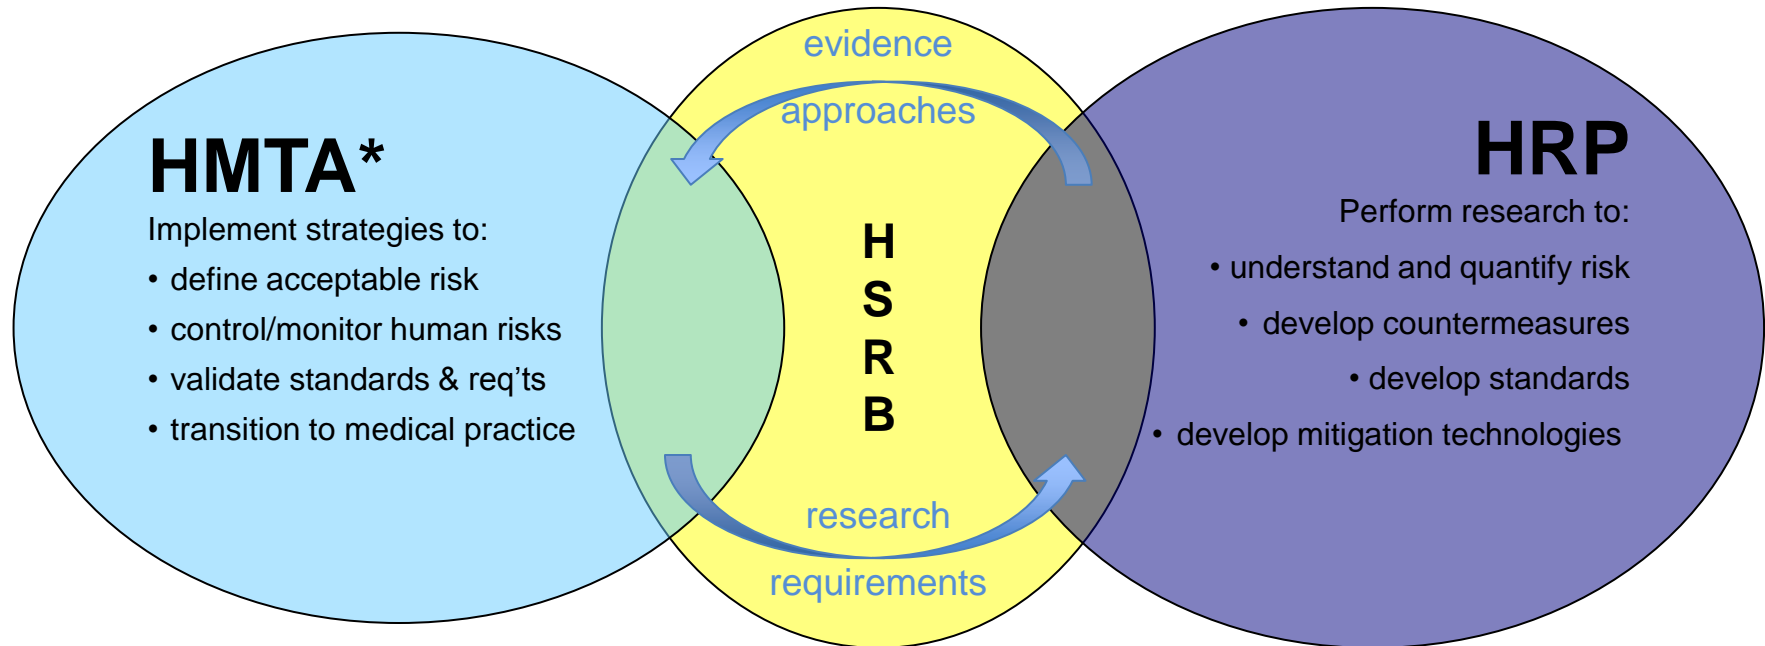 HMTA*
Implement strategies to:
• define acceptable risk
• control/monitor human risks
• validate standards & req’ts
• transition to medical practice
evidence
approaches
H
S
R
B
research
requirements
HRP
Perform research to:
• understand and quantify risk
• develop countermeasures
• develop standards
• develop mitigation technologies